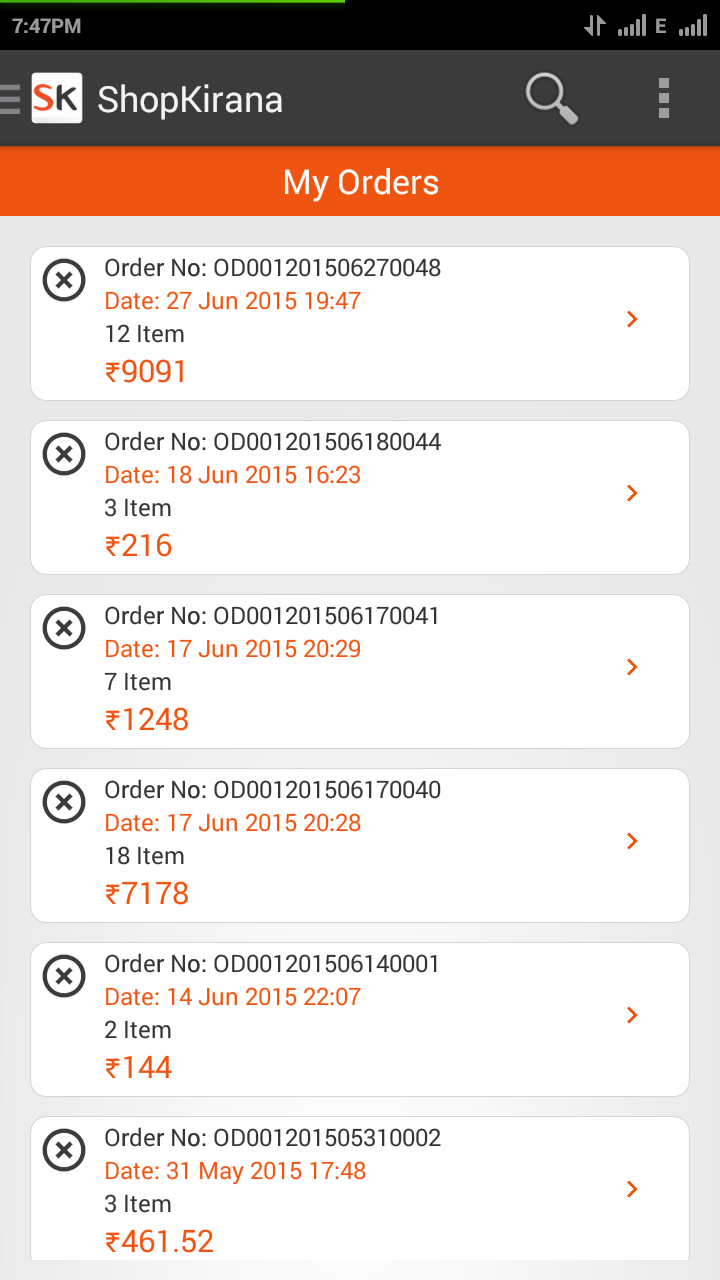 7:47PM
E
SK ShopKirana
My Orders
Order No: OD001201506270048
Date: 27 Jun 2015 19:47
12 Item
₹9091
Order No: OD001201506180044
Date: 18 Jun 2015 16:23
3 Item
₹216
Order No: OD001201506170041
Date: 17 Jun 2015 20:29
7 Item
₹1248
Order No: OD001201506170040
Date: 17 Jun 2015 20:28
18 Item
₹7178
Order No: OD001201506140001
Date: 14 Jun 2015 22:07
2 Item
₹144
Order No: OD001201505310002
Date: 31 May 2015 17:48
3 Item
₹461.52